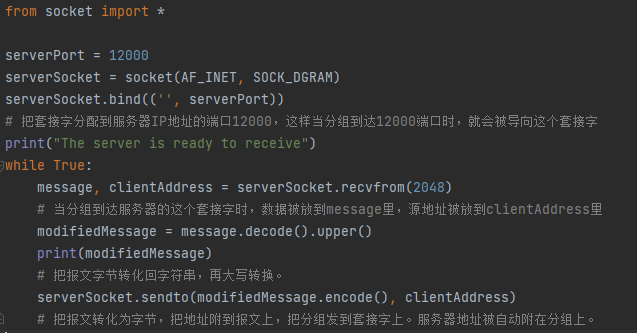 from socket import *
serverPort = 12000
serverSocket = socket(AF_INET, SOCK_DGRAM)
serverSocket.bind(('', serverPort))
# 把套接字分配到服务器IP地址的端口12000，这样当分组到达12000端口时，就会被导向这个套接字
print("The server is ready to receive")
while True:
    message, clientAddress = serverSocket.recvfrom(2048)
    # 当分组到达服务器的这个套接字时，数据被放到message里，源地址被放到clientAddress里
    modifiedMessage = message.decode().upper()
    print(modifiedMessage)
    # 把报文字节转化回字符串，再大写转换。
    serverSocket.sendto(modifiedMessage.encode(), clientAddress)
    # 把报文转化为字节，把地址附到报文上，把分组发到套接字上。服务器地址被自动附在分组上。